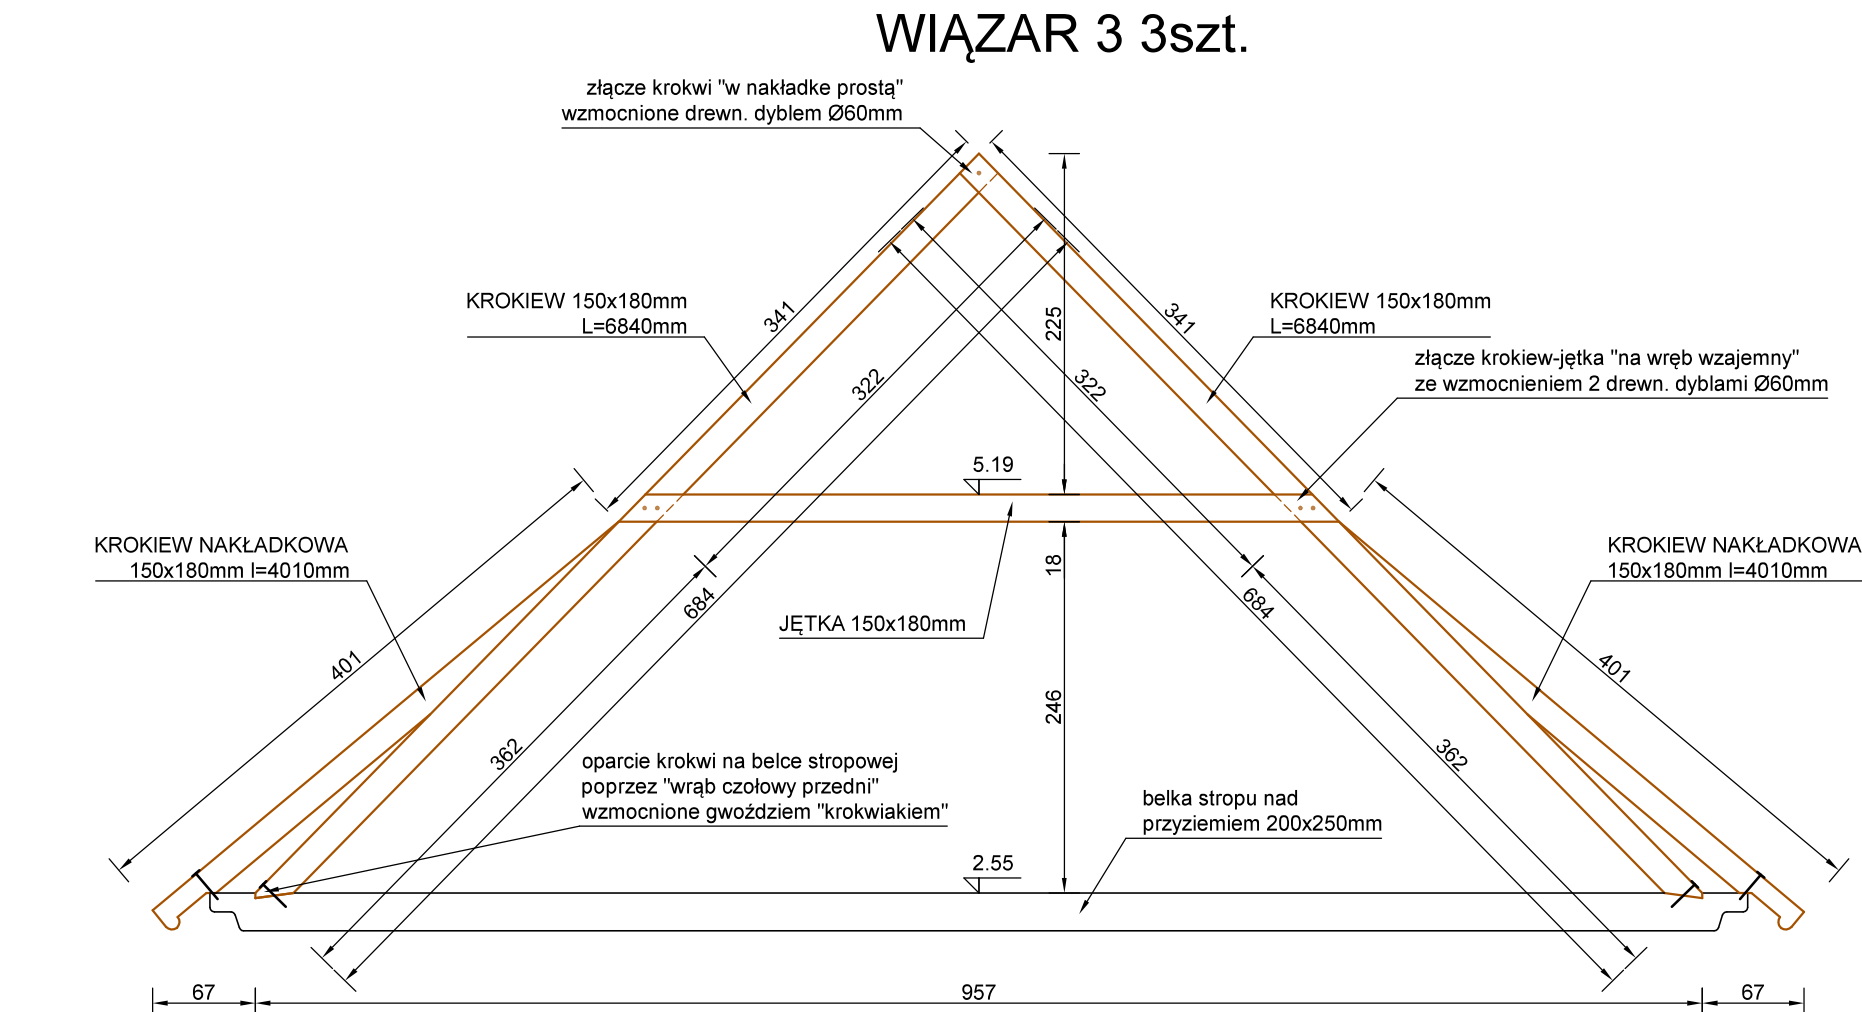 WIĄZAR 3 3szt.
złącze krokwi "w nakładke prostą"
wzmocnione drewn. dyblem Ø60mm
KROKIEW 150x180mm
L=6840mm
KROKIEW 150x180mm
L=6840mm
341
341
225
złącze krokiew-jętka "na wręb wzajemny"
ze wzmocnieniem 2 drewn. dyblami Ø60mm
322
322
5.19
KROKIEW NAKŁADKOWA
150x180mm l=4010mm
KROKIEW NAKŁADKOWA
150x180mm l=4010mm
18
684
684
JĘTKA 150x180mm
401
401
246
362
362
oparcie krokwi na belce stropowej
poprzez "wrąb czołowy przedni"
wzmocnione gwoździem "krokwiakiem"
belka stropu nad
przyziemiem 200x250mm
2.55
67
957
67